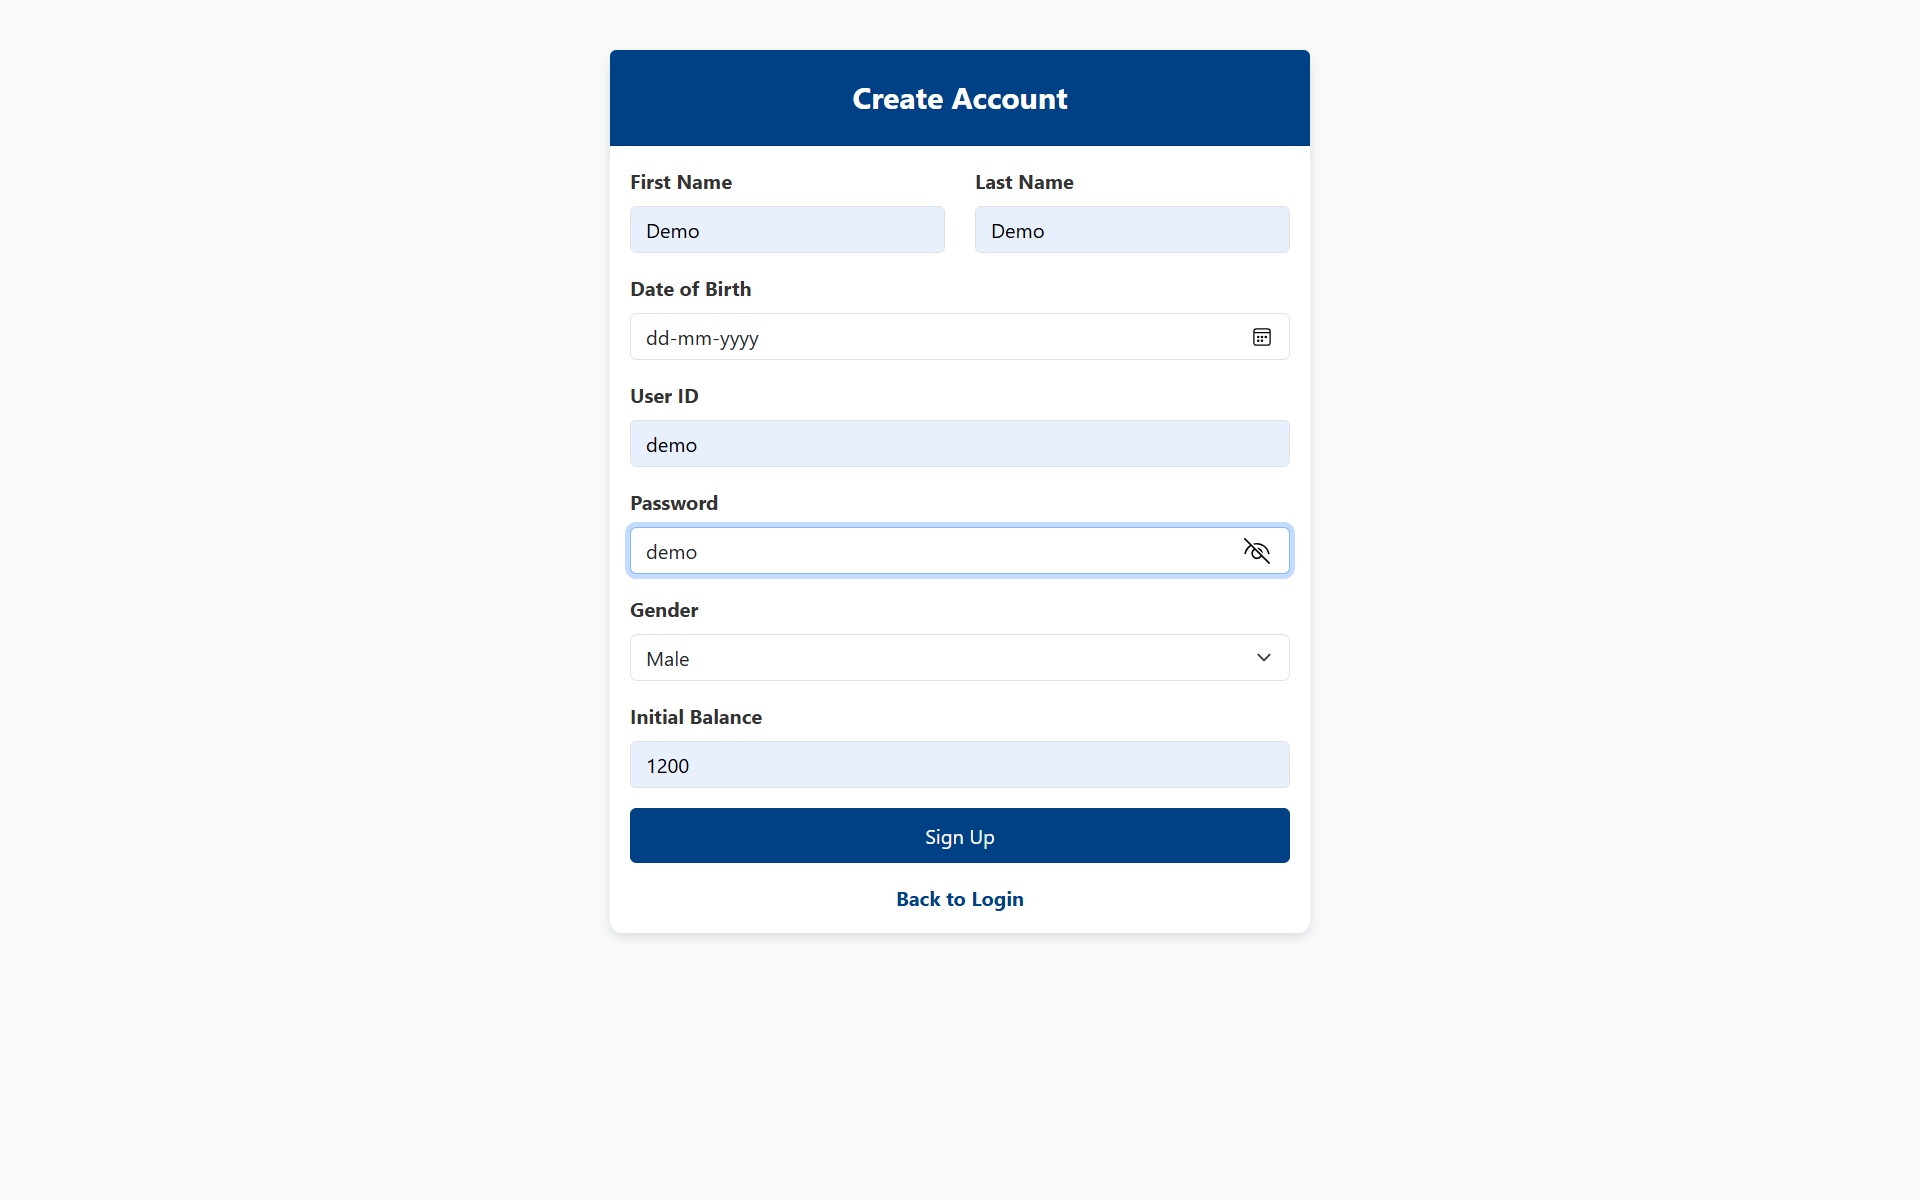 Create Account
First Name Last Name
Demo Demo
Date of Birth
dd-mm-yyyy
User ID
demo
Password
demo
Gender
Male
Initial Balance
1200
Sign Up
Back to Login